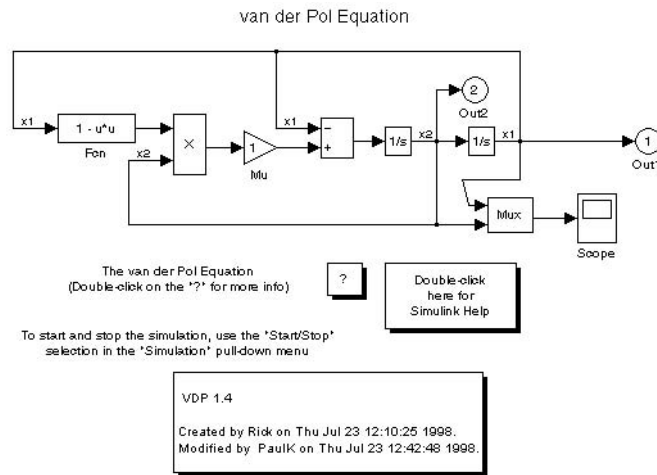 van der Pol Equation
x1
1 - u*u
Fcn
x2
×
1
Mu
x1
−
+
1/s
x2
1/s
x1
2
Out2
1
Out1
Mux
Scope
The van der Pol Equation
(Double-click on the "?" for more info)
?
Double-click
here for
Simulink Help
To start and stop the simulation, use the "Start/Stop"
selection in the "Simulation" pull-down menu
VDP 1.4
Created by Rick on Thu Jul 23 12:10:25 1998.
Modified by PaulK on Thu Jul 23 12:42:48 1998.